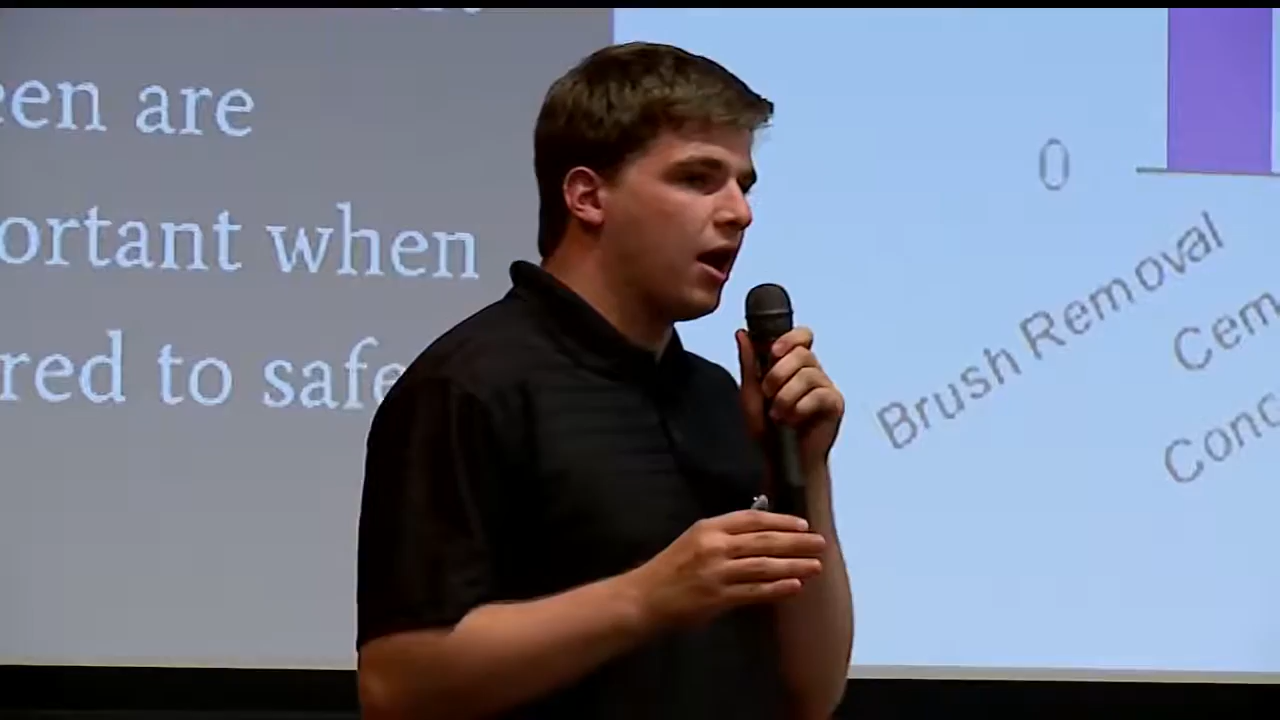 een are
ortant when
red to safe
0
Brush Removal
Cem
Conc